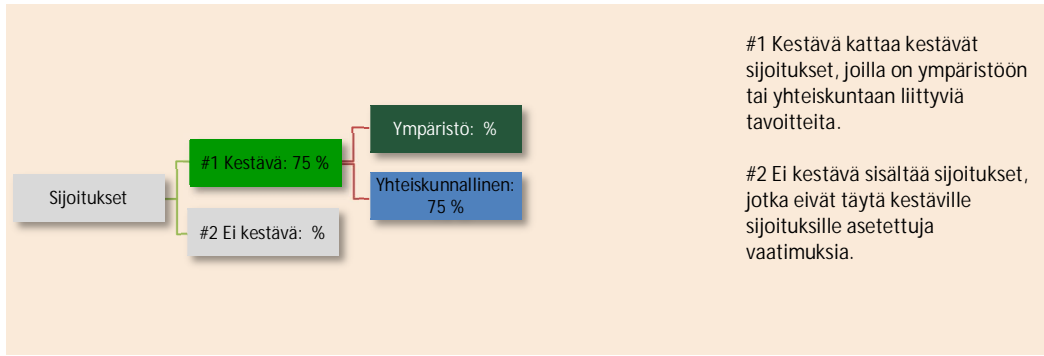 Sijoitukset
#1 Kestävä: 75 %
#2 Ei kestävä: %
Ympäristö: %
Yhteiskunnallinen:
75 %
#1 Kestävä kattaa kestävät
sijoitukset, joilla on ympäristöön
tai yhteiskuntaan liittyviä
tavoitteita.
#2 Ei kestävä sisältää sijoitukset,
jotka eivät täytä kestäville
sijoituksille asetettuja
vaatimuksia.